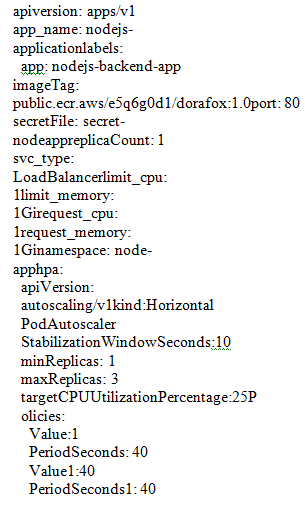 apiversion: apps/v1
app_name: nodejs-
applicationlabels:
app: nodejs-backend-app
imageTag:
public.ecr.aws/e5q6g0d1/dorafox:1.0port: 80
secretFile: secret-
nodeappreplicaCount: 1
svc_type:
LoadBalancerlimit_cpu:
1limit_memory:
1Girequest_cpu:
1request_memory:
1Ginamespace: node-
apphpa:
apiVersion:
autoscaling/v1kind:Horizontal
PodAutoscaler
StabilizationWindowSeconds:10
minReplicas: 1
maxReplicas: 3
targetCPUUtilizationPercentage:25P
olicies:
Value:1
PeriodSeconds: 40
Value1:40
PeriodSeconds1: 40